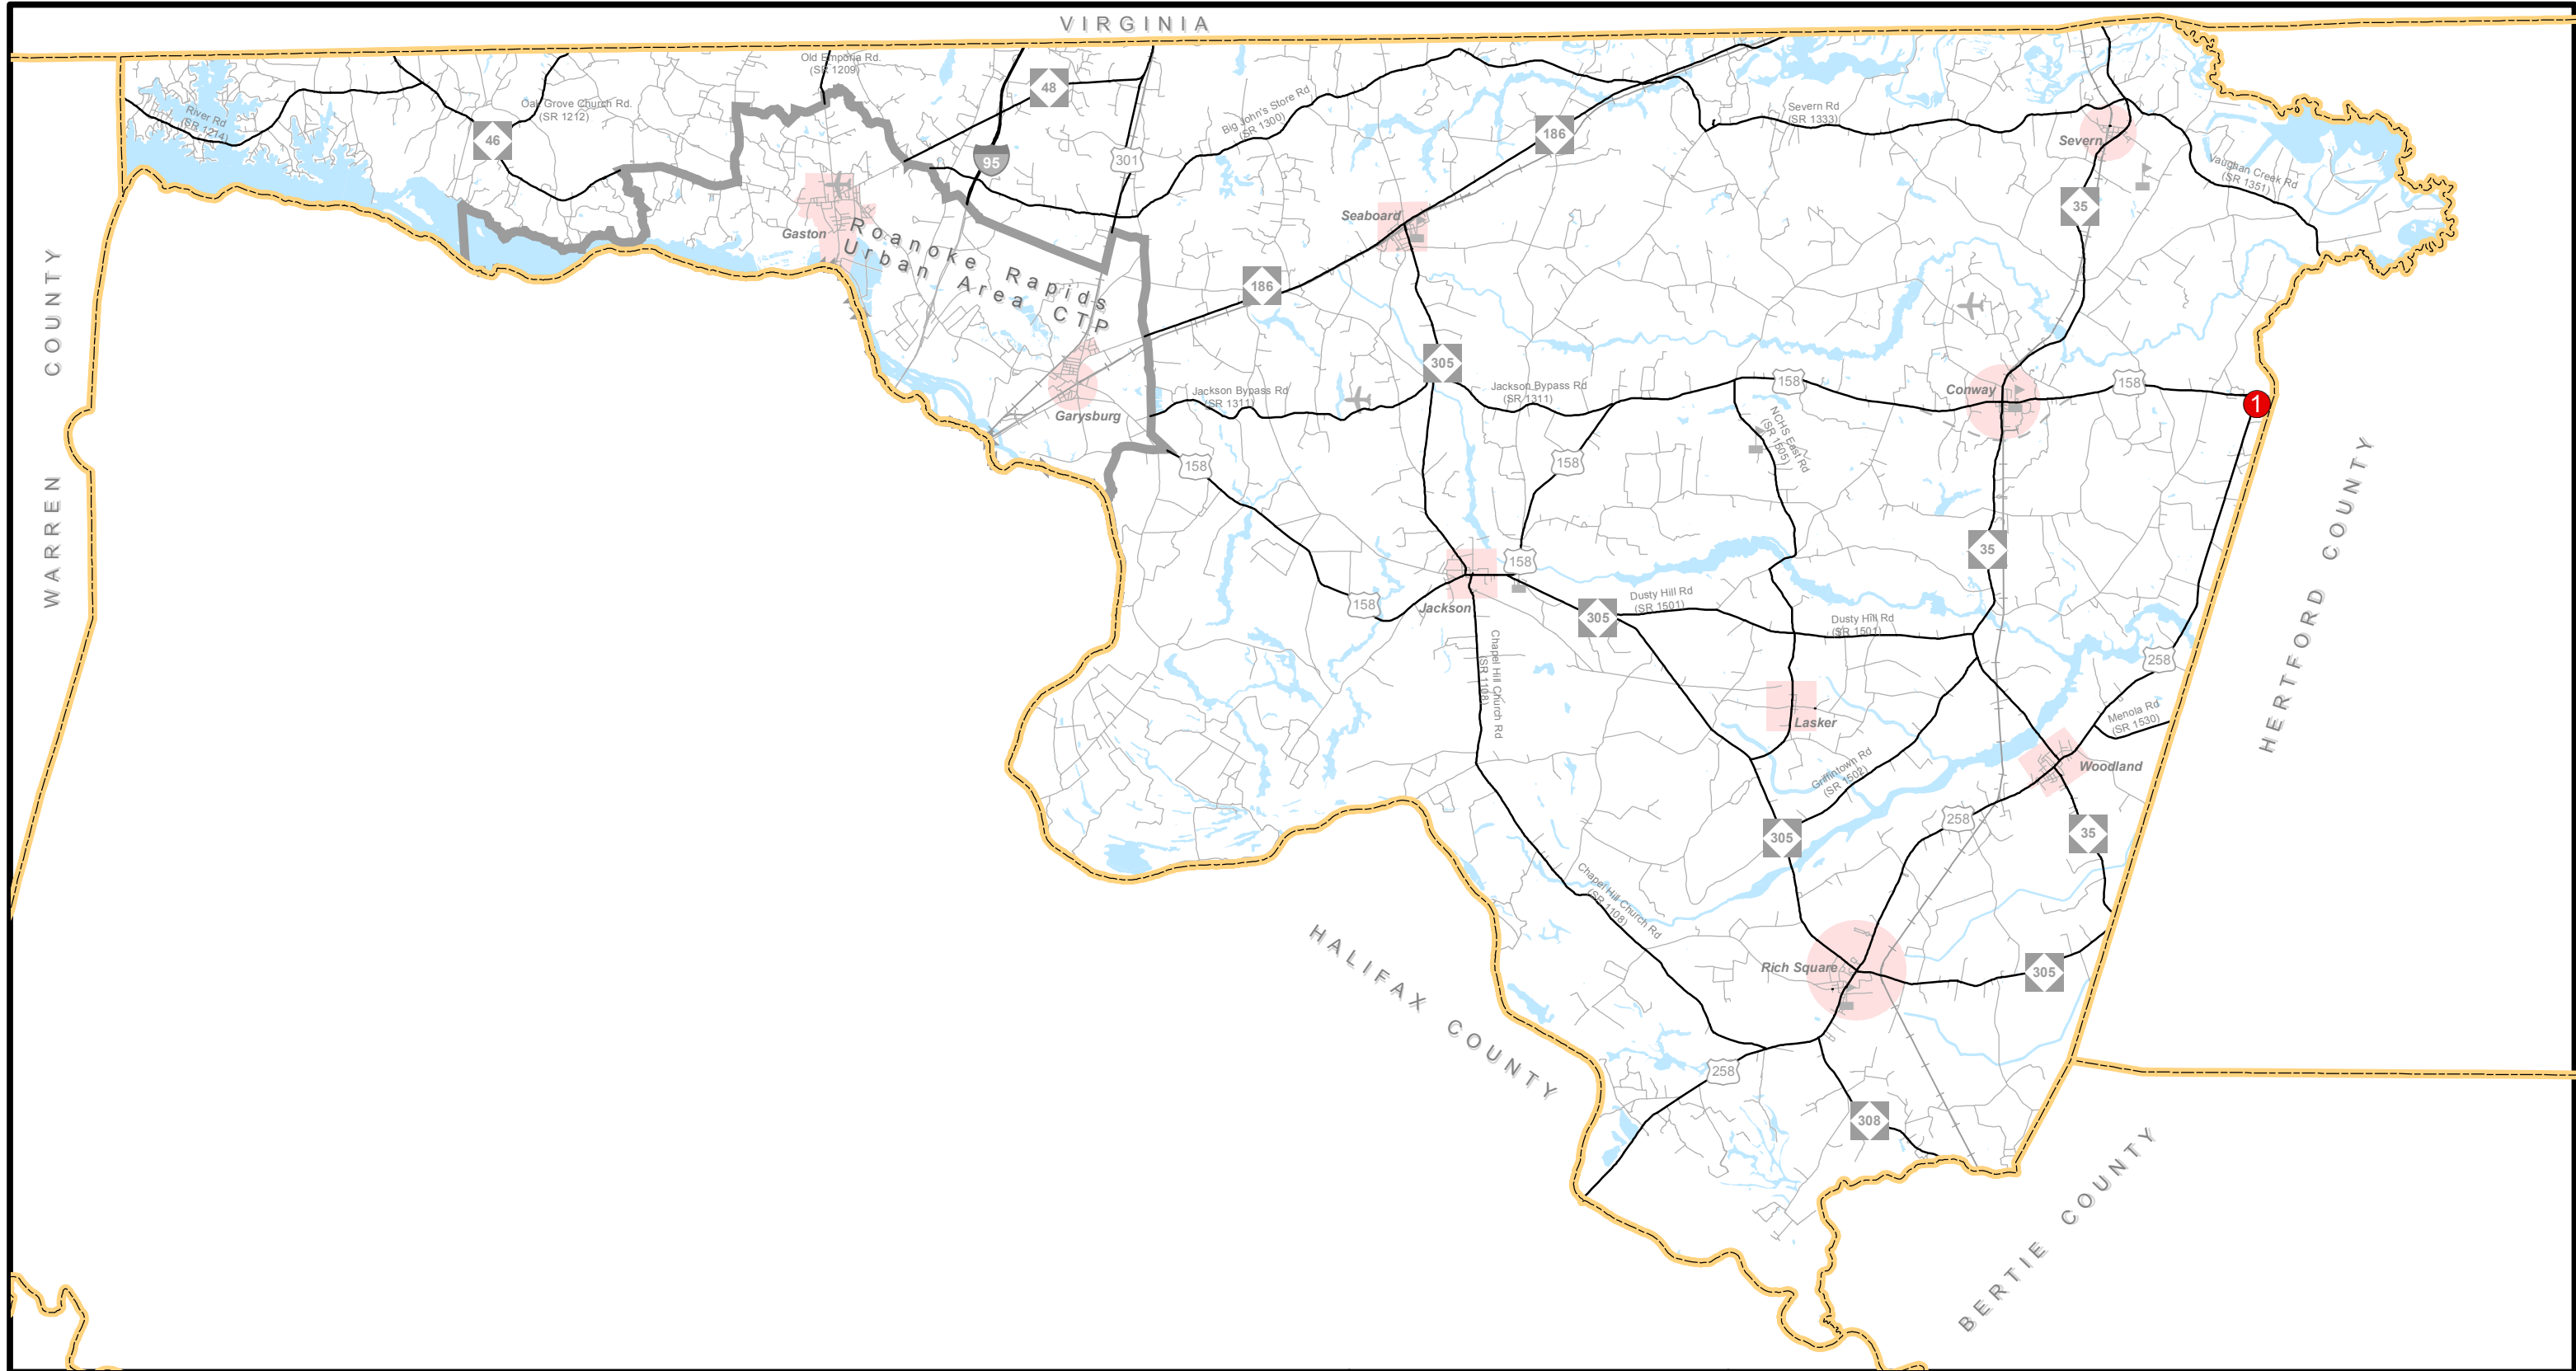 VIRGINIA
Old Emporia Rd.
(SR 1209)
48
Oak Grove Church Rd.
(SR 1212)
River Rd
(SR 1214)
46
95
301
Big John's Store Rd
(SR 1300)
186
Severn Rd
(SR 1333)
Severn
Vaughan Creek Rd
(SR 1351)
35
Seaboard
Gaston
Roanoke Rapids
Urban Area CTP
186
WARREN COUNTY
305
Jackson Bypass Rd
(SR 1311)
Jackson Bypass Rd
(SR 1311)
158
Conway
158
1
Garysburg
NCHS East Rd
(SR 1505)
158
158
HERTFORD COUNTY
35
158
158
Jackson
305
Dusty Hill Rd
(SR 1501)
Dusty Hill Rd
(SR 1501)
Chapel Hill Church Rd
(SR 1108)
258
Lasker
Menola Rd
(SR 1530)
Woodland
Griffintown Rd
(SR 1502)
258
305
35
Chapel Hill Church Rd
(SR 1108)
HALIFAX COUNTY
Rich Square
305
258
308
BERTIE COUNTY